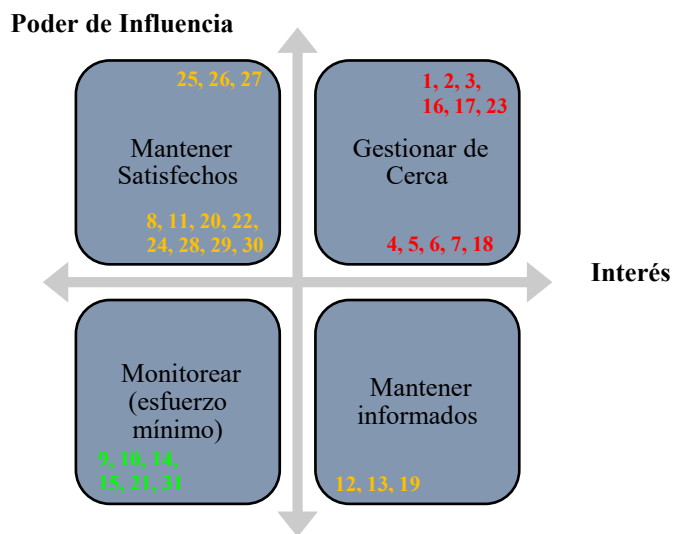 Poder de Influencia
25, 26, 27
Mantener
Satisfechos
8, 11, 20, 22,
24, 28, 29, 30
1, 2, 3,
16, 17, 23
Gestionar de
Cerca
4, 5, 6, 7, 18
Interés
Monitorear
(esfuerzo
mínimo)
9, 10, 14,
15, 21, 31
Mantener
informados
12, 13, 19